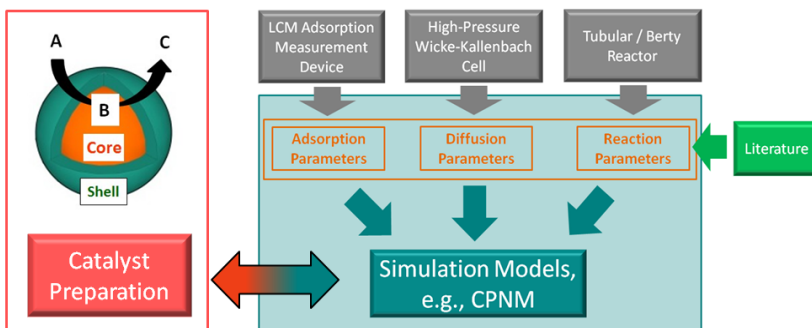 A
C
B
Core
Shell
Catalyst
Preparation
LCM Adsorption
Measurement
Device
High-Pressure
Wicke-Kallenbach
Cell
Tubular / Berty
Reactor
Adsorption
Parameters
Diffusion
Parameters
Reaction
Parameters
Literature
Simulation Models,
e.g., CPNM